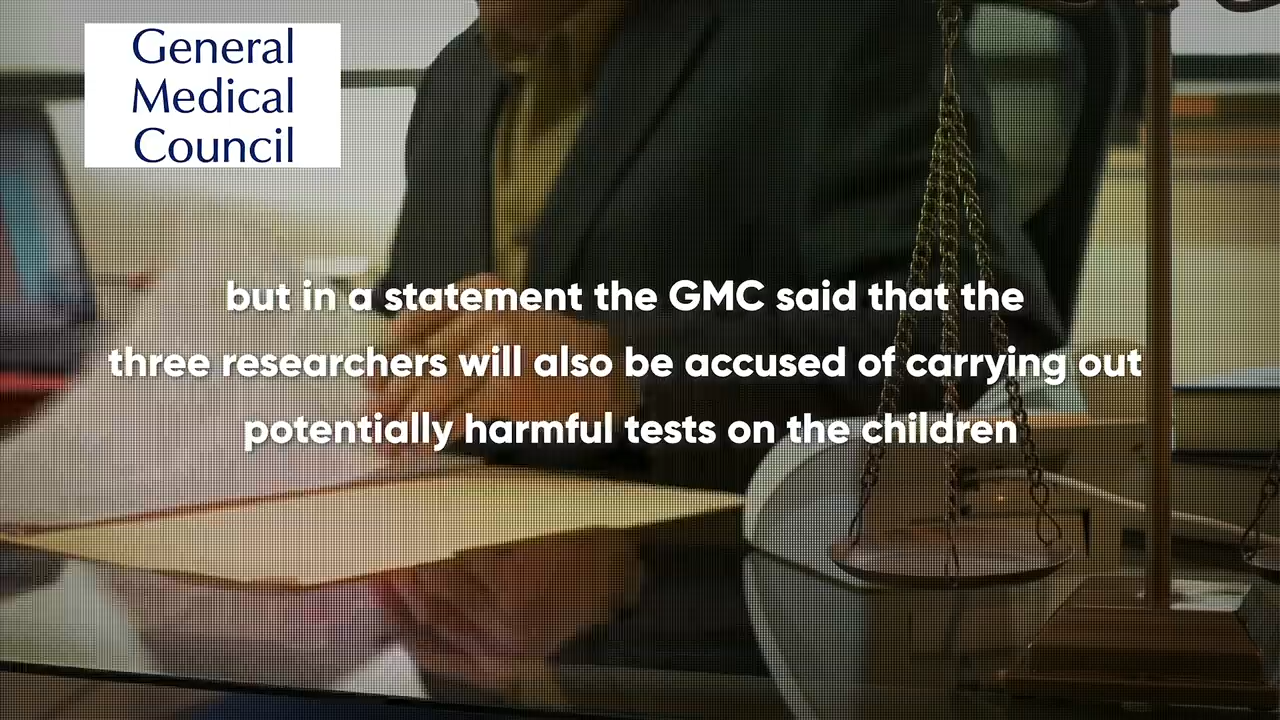 General
Medical
Council
but in a statement the GMC said that the
three researchers will also be accused of carrying out
potentially harmful tests on the children